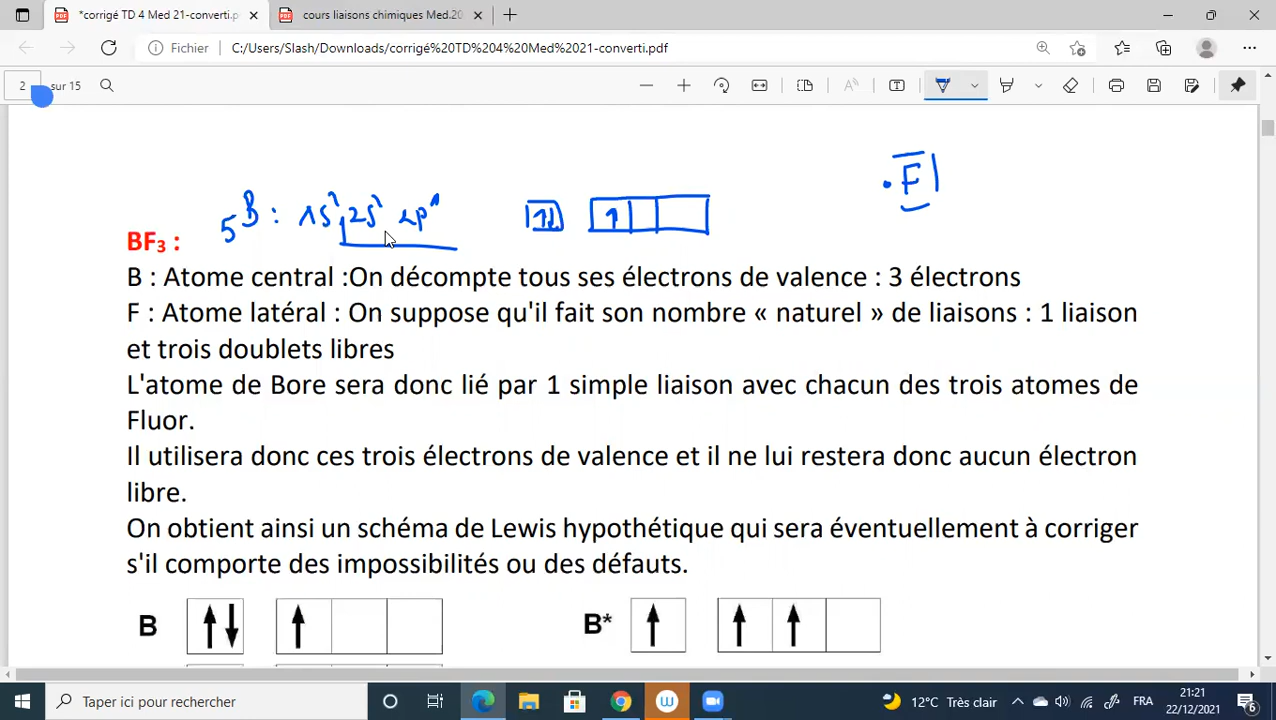 *corrigé TD 4 Med 21-converti.p
cours liaisons chimiques Med.20
Fichier
C:/Users/Slash/Downloads/corrigé%20TD%204%20Med%2021-converti.pdf
2
sur 15
5B : 1s² 2s² 2p¹
F
BF3 :
B : Atome central :On décompte tous ses électrons de valence : 3 électrons
F : Atome latéral : On suppose qu'il fait son nombre « naturel » de liaisons : 1 liaison
et trois doublets libres
L'atome de Bore sera donc lié par 1 simple liaison avec chacun des trois atomes de
Fluor.
Il utilisera donc ces trois électrons de valence et il ne lui restera donc aucun électron
libre.
On obtient ainsi un schéma de Lewis hypothétique qui sera éventuellement à corriger
s'il comporte des impossibilités ou des défauts.
B
B*
Taper ici pour rechercher
12°C Très clair
FRA
21:21
22/12/2021
6